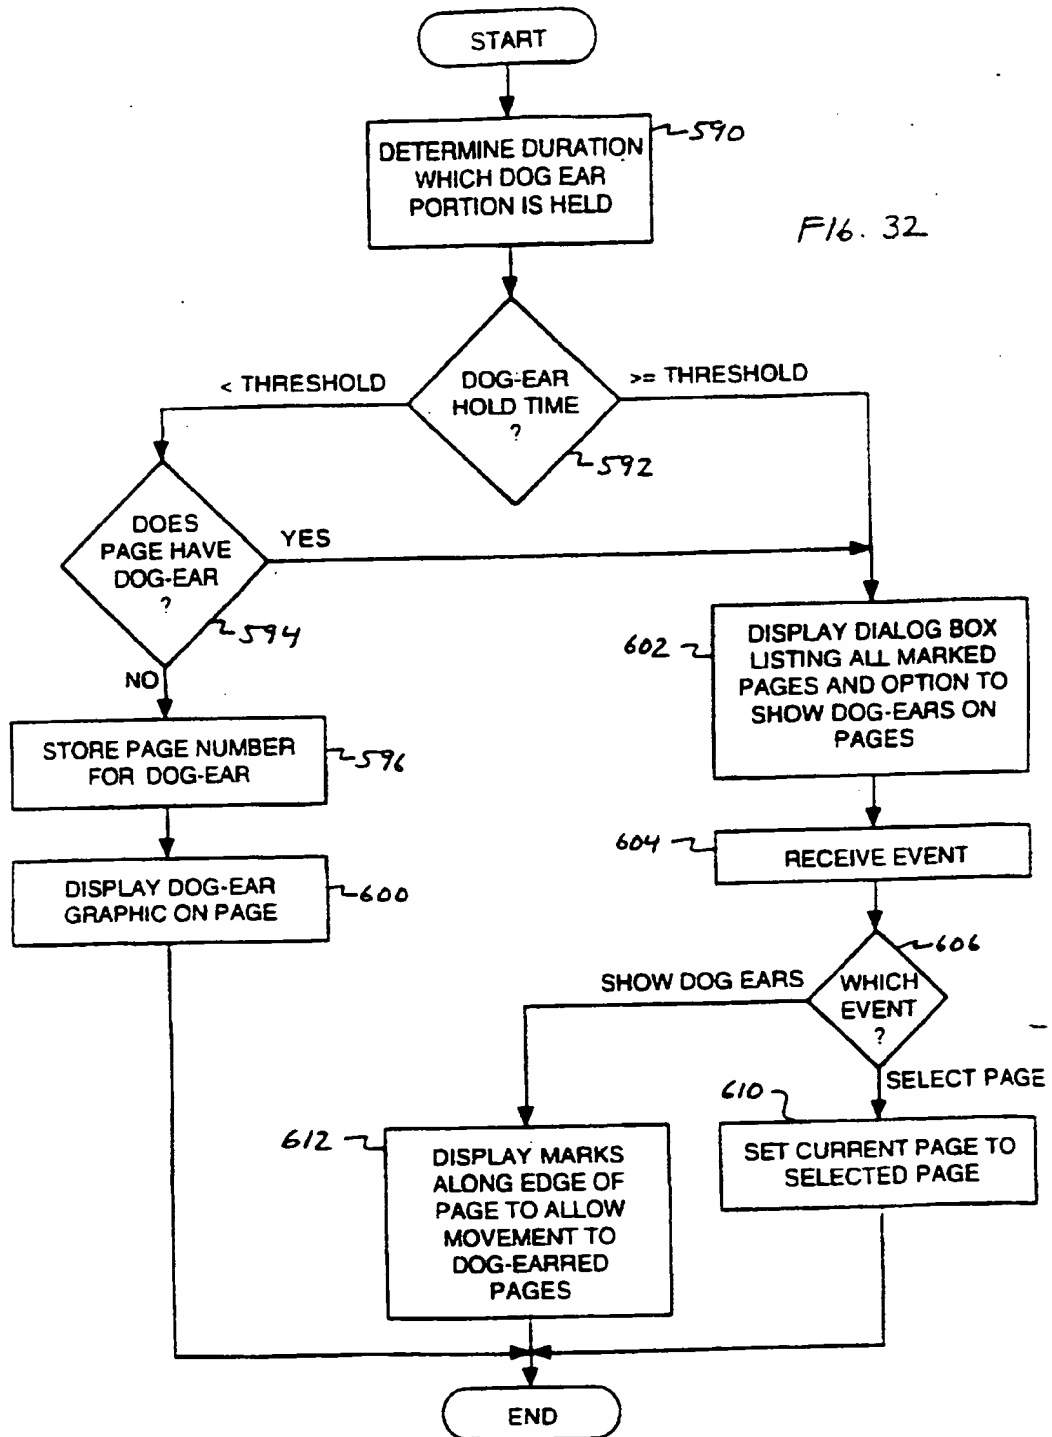 START
DETERMINE DURATION
WHICH DOG EAR
PORTION IS HELD
590
FIG. 32
DOG-EAR
HOLD TIME
?
< THRESHOLD
>= THRESHOLD
592
DOES
PAGE HAVE
DOG-EAR
?
YES
594
NO
STORE PAGE NUMBER
FOR DOG-EAR
596
DISPLAY DOG-EAR
GRAPHIC ON PAGE
600
602
DISPLAY DIALOG BOX
LISTING ALL MARKED
PAGES AND OPTION TO
SHOW DOG-EARS ON
PAGES
604
RECEIVE EVENT
606
WHICH
EVENT
?
SHOW DOG EARS
SELECT PAGE
610
SET CURRENT PAGE TO
SELECTED PAGE
612
DISPLAY MARKS
ALONG EDGE OF
PAGE TO ALLOW
MOVEMENT TO
DOG-EARRED
PAGES
END